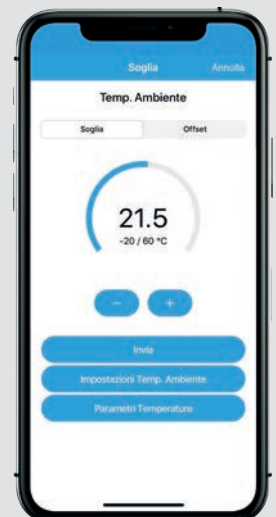 Soglia Annulla
Temp. Ambiente
Soglia Offset
21.5
-20 / 60 °C
- +
Invia
Impostazioni Temp. Ambiente
Parametri Temperature